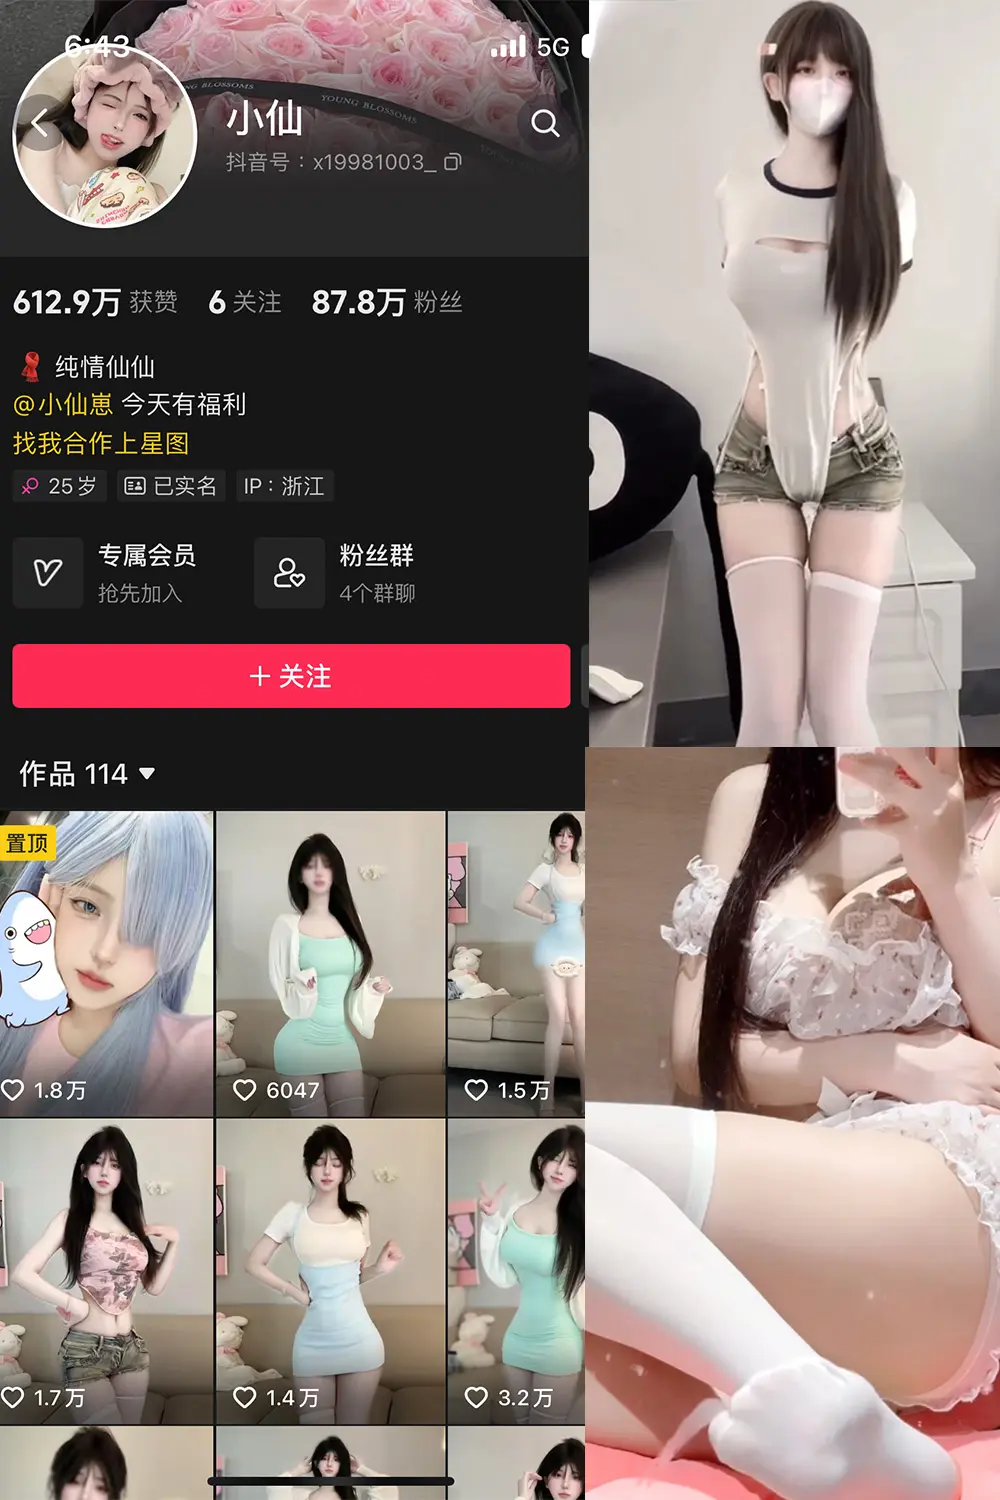 6:43
5G
NG BLOSSOMS
YOUNG BLOSSOMS
小仙
抖音号：x19981003_
612.9万 获赞 6 关注 87.8万 粉丝
纯情仙仙
@小仙崽 今天有福利
找我合作上星图
25岁 已实名 IP：浙江
专属会员
抢先加入
粉丝群
4个群聊
+ 关注
作品 114
置顶
1.8万 6047 1.5万
1.7万 1.4万 3.2万